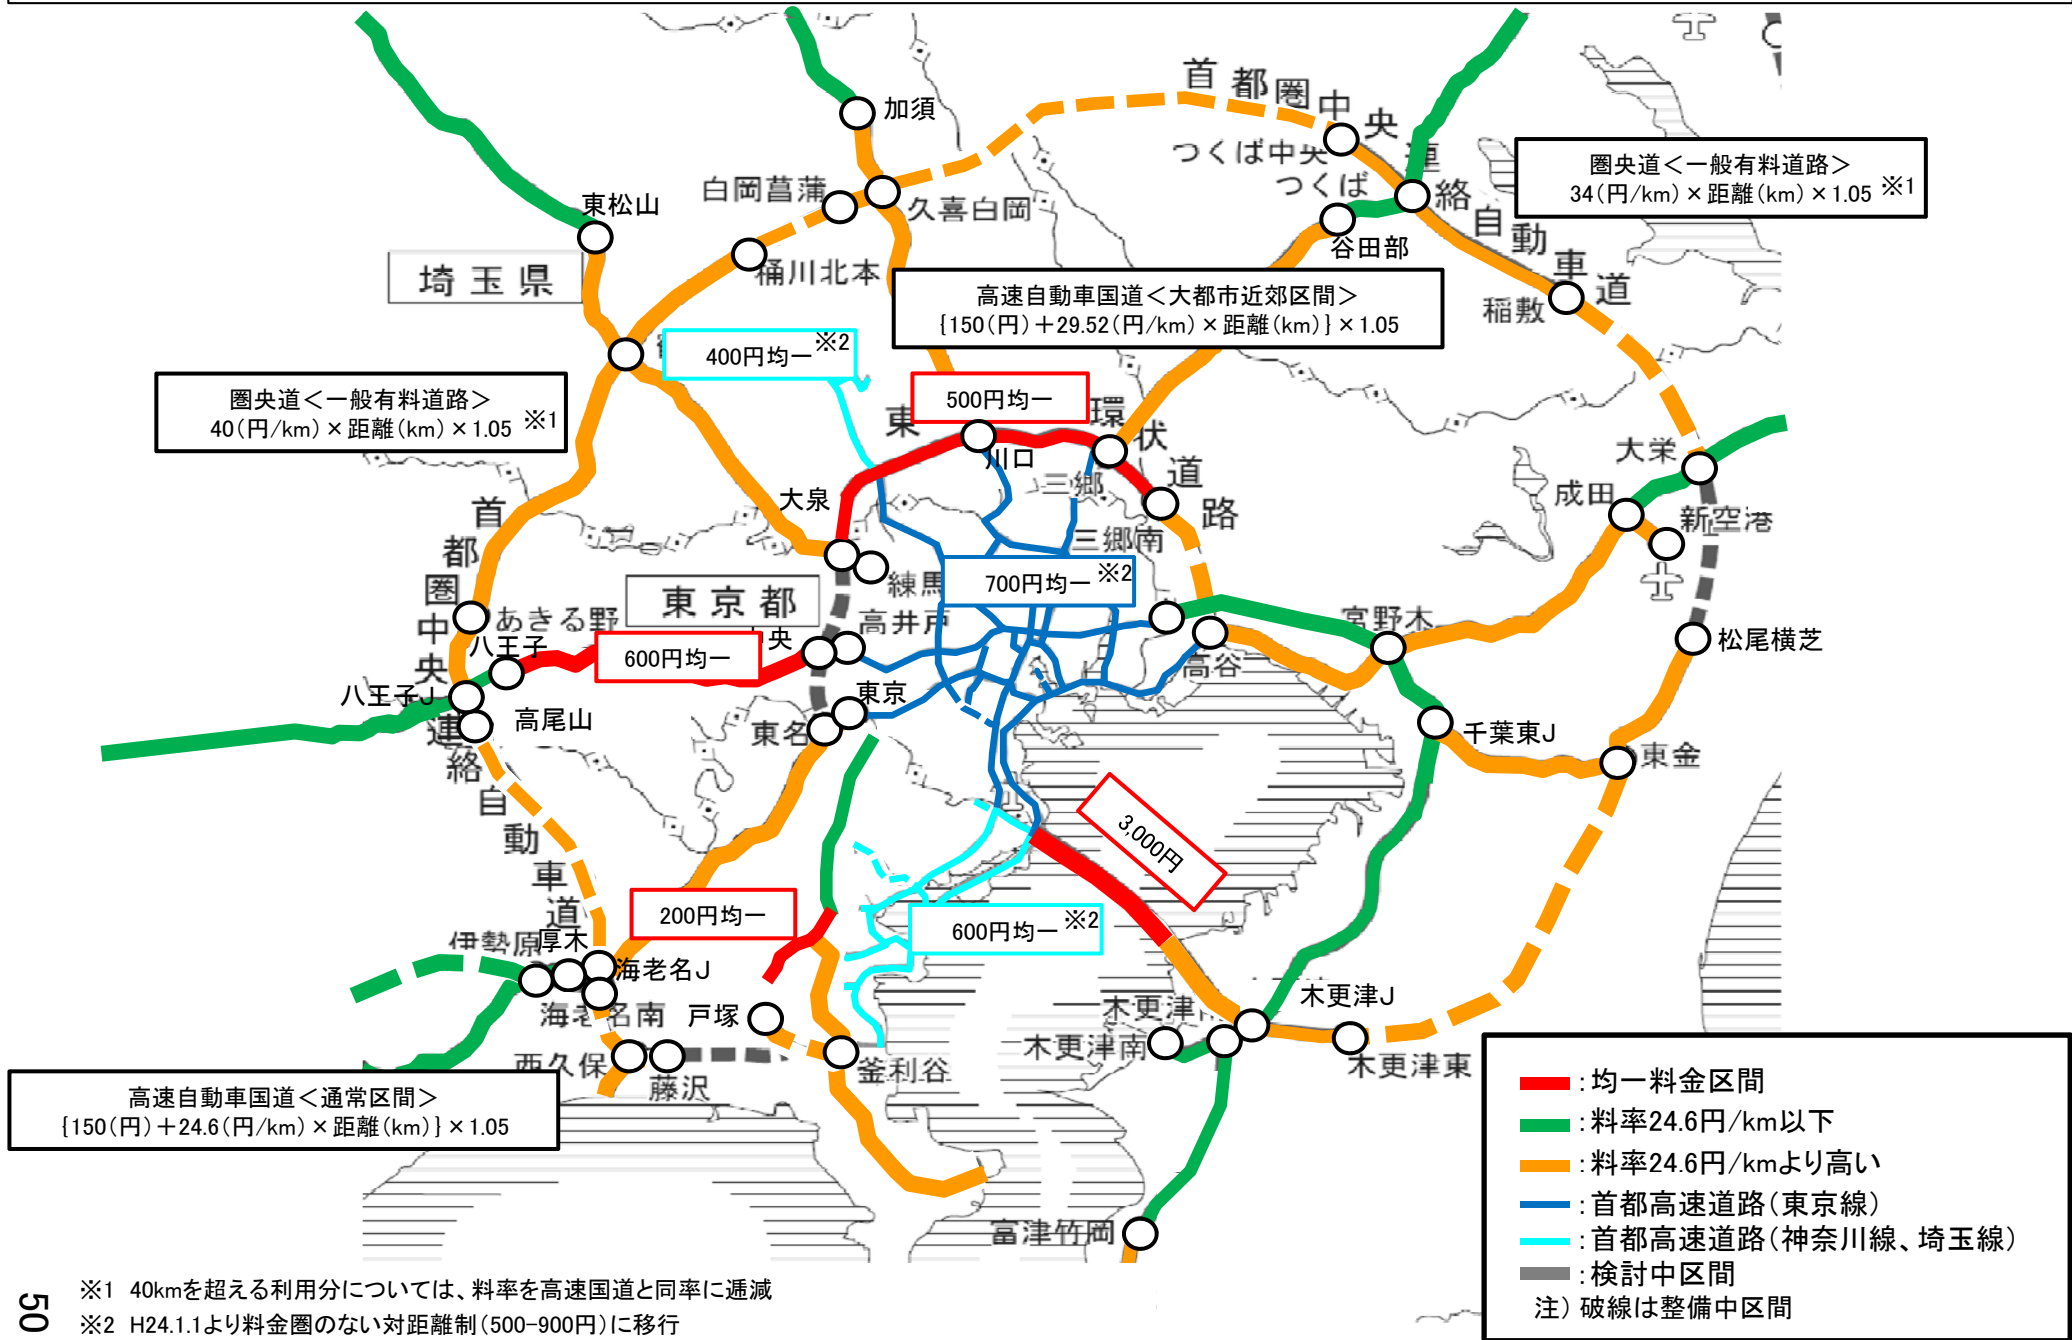 首都圏中央連絡自動車道
加須
つくば中央
つくば
圏央道＜一般有料道路＞
34(円/km)×距離(km)×1.05 ※1
白岡菖蒲
久喜白岡
東松山
谷田部
埼玉県
桶川北本
高速自動車国道＜大都市近郊区間＞
{150(円)＋29.52(円/km)×距離(km)}×1.05
稲敷
400円均一※2
圏央道＜一般有料道路＞
40(円/km)×距離(km)×1.05 ※1
500円均一
東
環状道路
川口
三郷
大泉
大栄
成田
新空港
首都圏中央連絡自動車道
三郷南
練馬
700円均一※2
東京都
あきる野
高井戸
宮野木
八王子
600円均一
央
高谷
松尾横芝
八王子J
東京
高尾山
東名
千葉東J
東金
3,000円
200円均一
600円均一※2
伊勢原
厚木
海老名J
海老名南
戸塚
木更津J
木更津
木更津南
木更津東
西久保
藤沢
釜利谷
高速自動車国道＜通常区間＞
{150(円)＋24.6(円/km)×距離(km)}×1.05
富津竹岡
：均一料金区間
：料率24.6円/km以下
：料率24.6円/kmより高い
：首都高速道路（東京線）
：首都高速道路（神奈川線、埼玉線）
：検討中区間
注）破線は整備中区間
※1 40kmを超える利用分については、料率を高速国道と同率に逓減
※2 H24.1.1より料金圏のない対距離制（500-900円）に移行
50